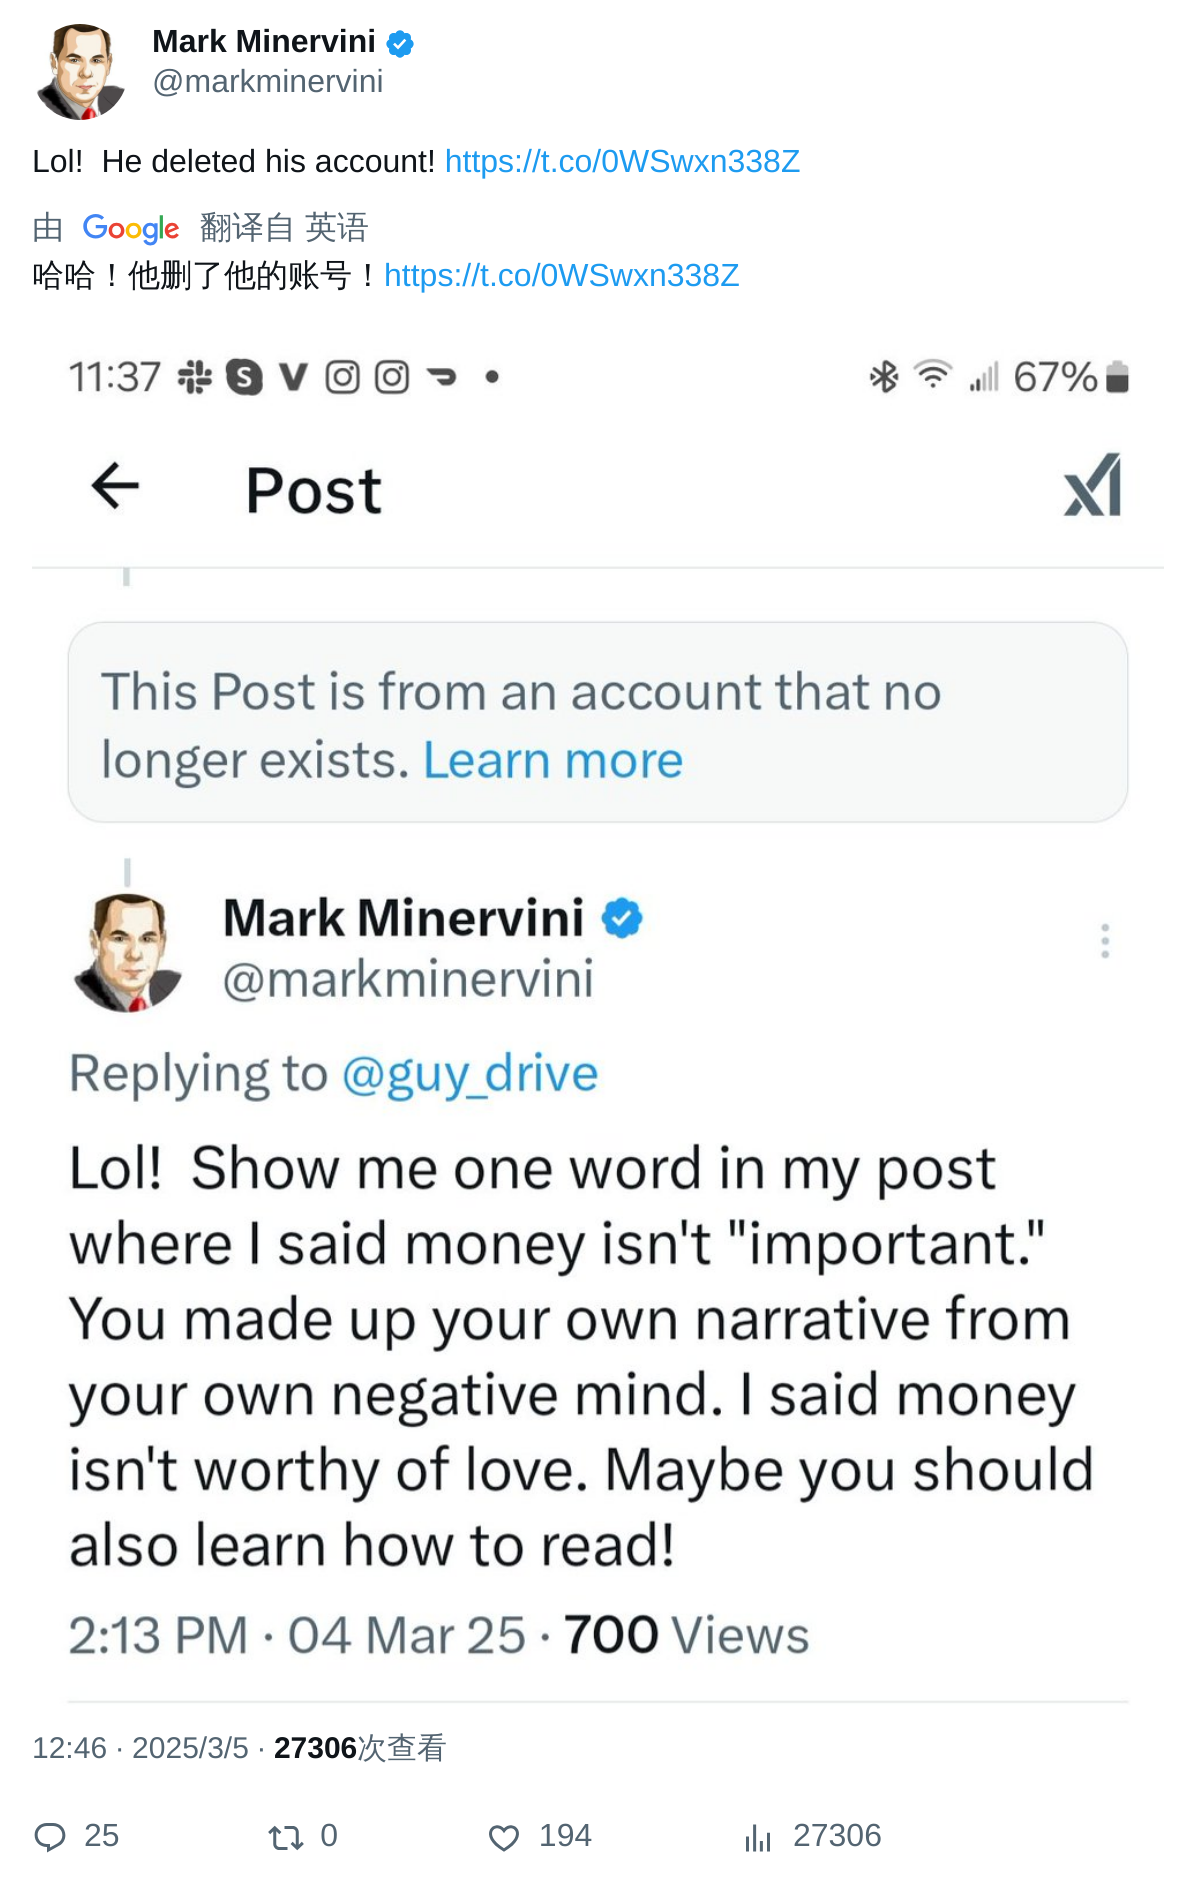 Mark Minervini
@markminervini
Lol!  He deleted his account! https://t.co/0WSwxn338Z
由 Google 翻译自 英语
哈哈！他删了他的账号！https://t.co/0WSwxn338Z
11:37 67%
Post
This Post is from an account that no
longer exists. Learn more
Mark Minervini
@markminervini
Replying to @guy_drive
Lol!  Show me one word in my post
where I said money isn't "important."
You made up your own narrative from
your own negative mind. I said money
isn't worthy of love. Maybe you should
also learn how to read!
2:13 PM · 04 Mar 25 · 700 Views
12:46 · 2025/3/5 · 27306次查看
25 0 194 27306